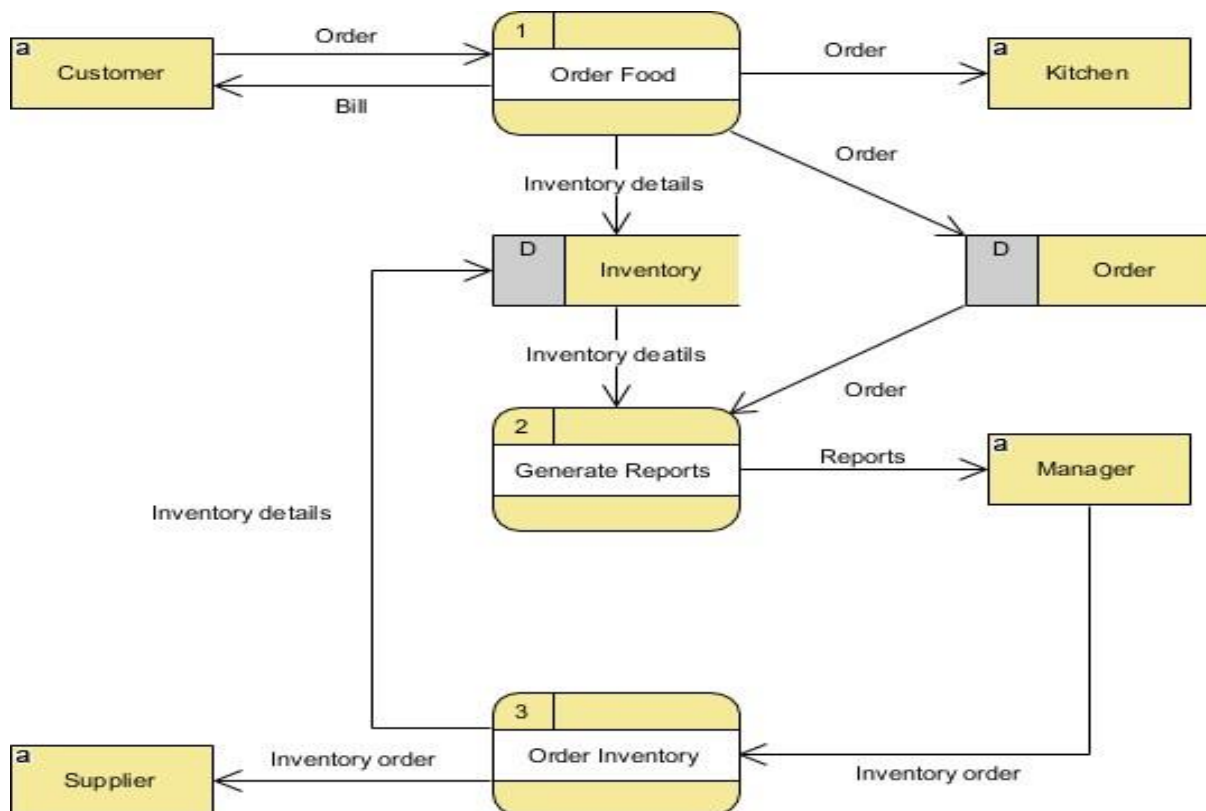 1
Order
a
Customer
Order Food
Order
a
Kitchen
Bill
Order
Inventory details
D
Inventory
D
Order
Inventory deatils
Order
2
Generate Reports
Reports
a
Manager
Inventory details
3
Order Inventory
Inventory order
a
Supplier
Inventory order